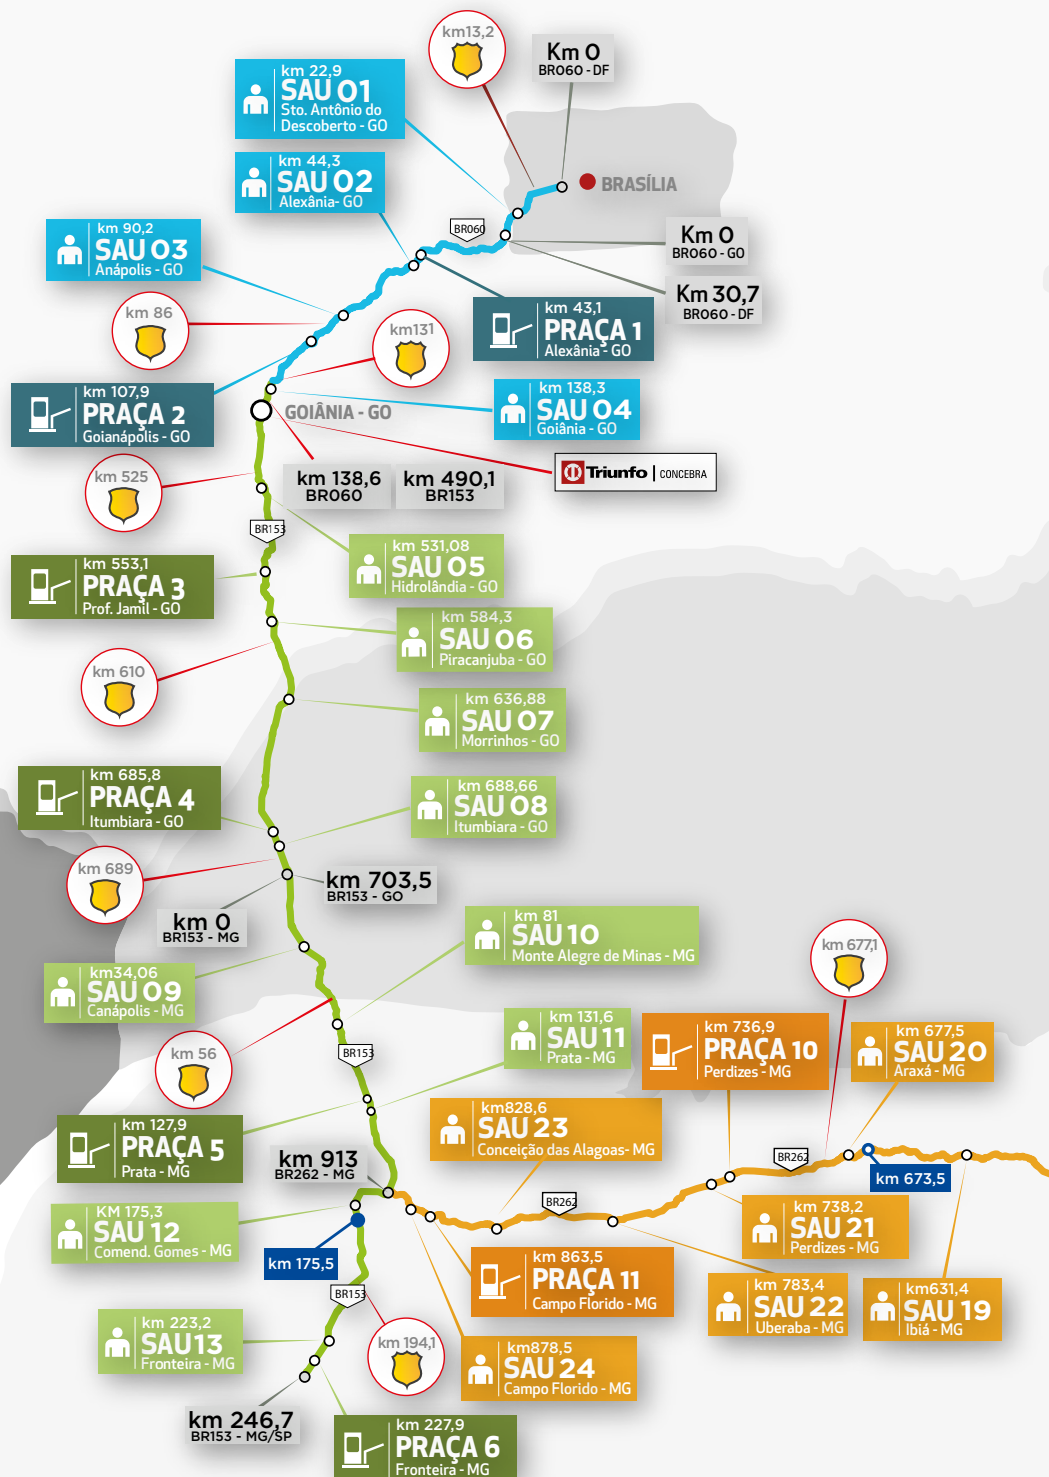 km13,2
Km 0
BR060 - DF
km 22,9
SAU 01
Sto. Antônio do
Descoberto - GO
km 44,3
SAU 02
Alexânia- GO
BRASÍLIA
BR060
km 90,2
SAU 03
Anápolis - GO
Km 0
BR060 - GO
Km 30,7
BR060 - DF
km 86
km131
km 43,1
PRAÇA 1
Alexânia - GO
km 107,9
PRAÇA 2
Goianápolis - GO
GOIÂNIA - GO
km 138,3
SAU 04
Goiânia - GO
km 525
km 138,6
BR060
km 490,1
BR153
Triunfo | CONCEBRA
BR153
km 531,08
SAU 05
Hidrolândia - GO
km 553,1
PRAÇA 3
Prof. Jamil - GO
km 584,3
SAU 06
Piracanjuba - GO
km 610
km 636,88
SAU 07
Morrinhos - GO
km 685,8
PRAÇA 4
Itumbiara - GO
km 688,66
SAU 08
Itumbiara - GO
km 689
km 703,5
BR153 - GO
km 0
BR153 - MG
km 81
SAU 10
Monte Alegre de Minas - MG
km 677,1
km34,06
SAU 09
Canápolis - MG
km 56
BR153
km 131,6
SAU 11
Prata - MG
km 736,9
PRAÇA 10
Perdizes - MG
km 677,5
SAU 20
Araxá - MG
km 127,9
PRAÇA 5
Prata - MG
km828,6
SAU 23
Conceição das Alagoas- MG
km 913
BR262 - MG
BR262
km 673,5
BR262
KM 175,3
SAU 12
Comend. Gomes - MG
km 738,2
SAU 21
Perdizes - MG
km 175,5
km 863,5
PRAÇA 11
Campo Florido - MG
km 783,4
SAU 22
Uberaba - MG
km631,4
SAU 19
Ibiá - MG
BR153
km 223,2
SAU13
Fronteira - MG
km 194,1
km878,5
SAU 24
Campo Florido - MG
km 246,7
BR153 - MG/SP
km 227,9
PRAÇA 6
Fronteira - MG